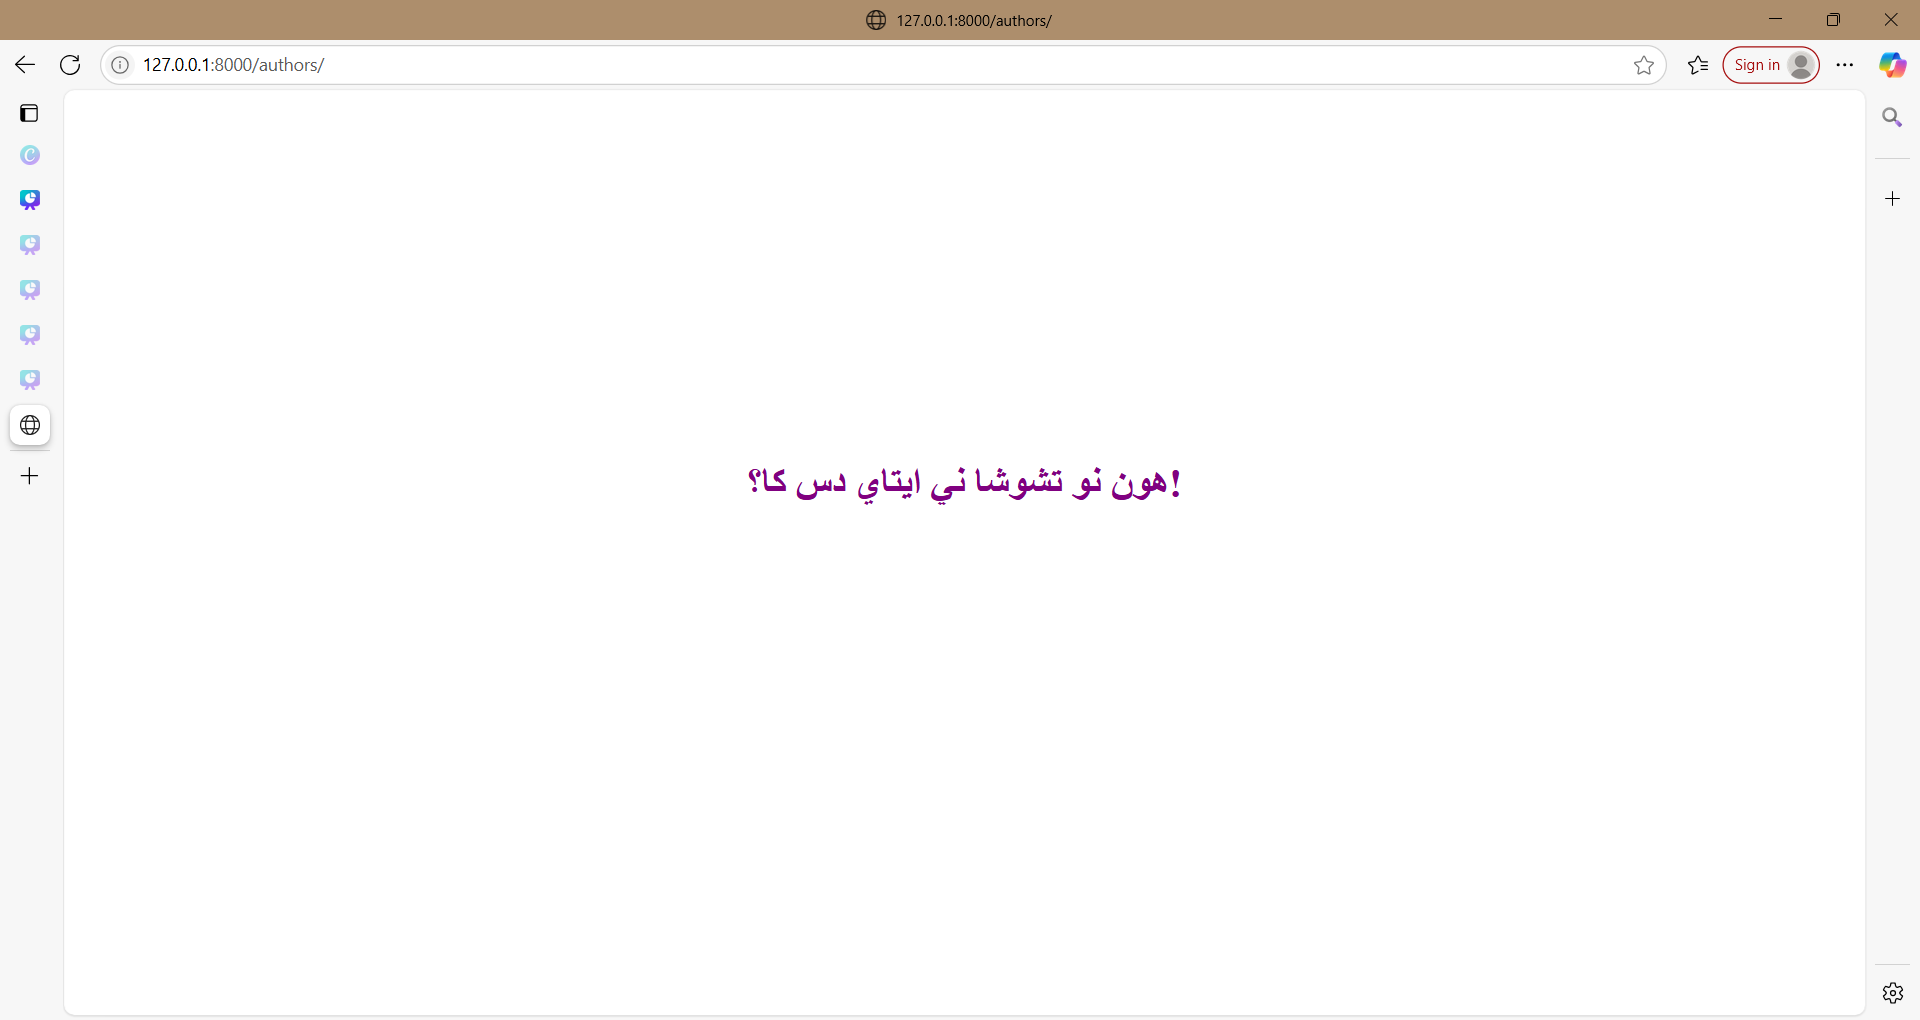 127.0.0.1:8000/authors/
127.0.0.1:8000/authors/
Sign in
هون نو تشوشا ني ايتاي دس كا؟!